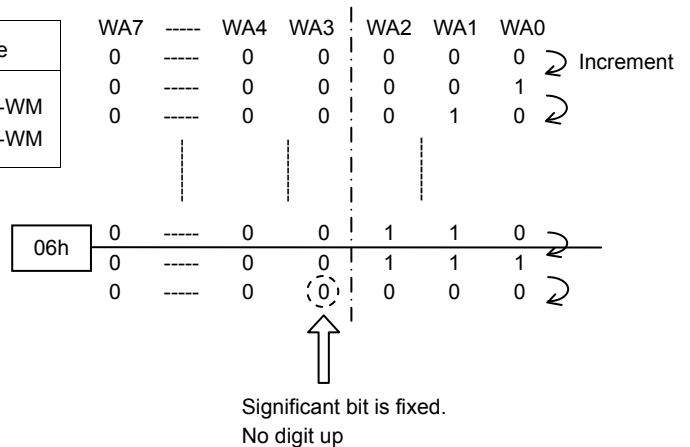 WA7 ----- WA4 WA3 WA2 WA1 WA0
e
0 ----- 0 0 0 0 0
Increment
0 ----- 0 0 0 0 1
-WM
0 ----- 0 0 0 1 0
-WM
0 ----- 0 0 1 1 0
06h
0 ----- 0 0 1 1 1
0 ----- 0 0 0 0 0
Significant bit is fixed.
No digit up